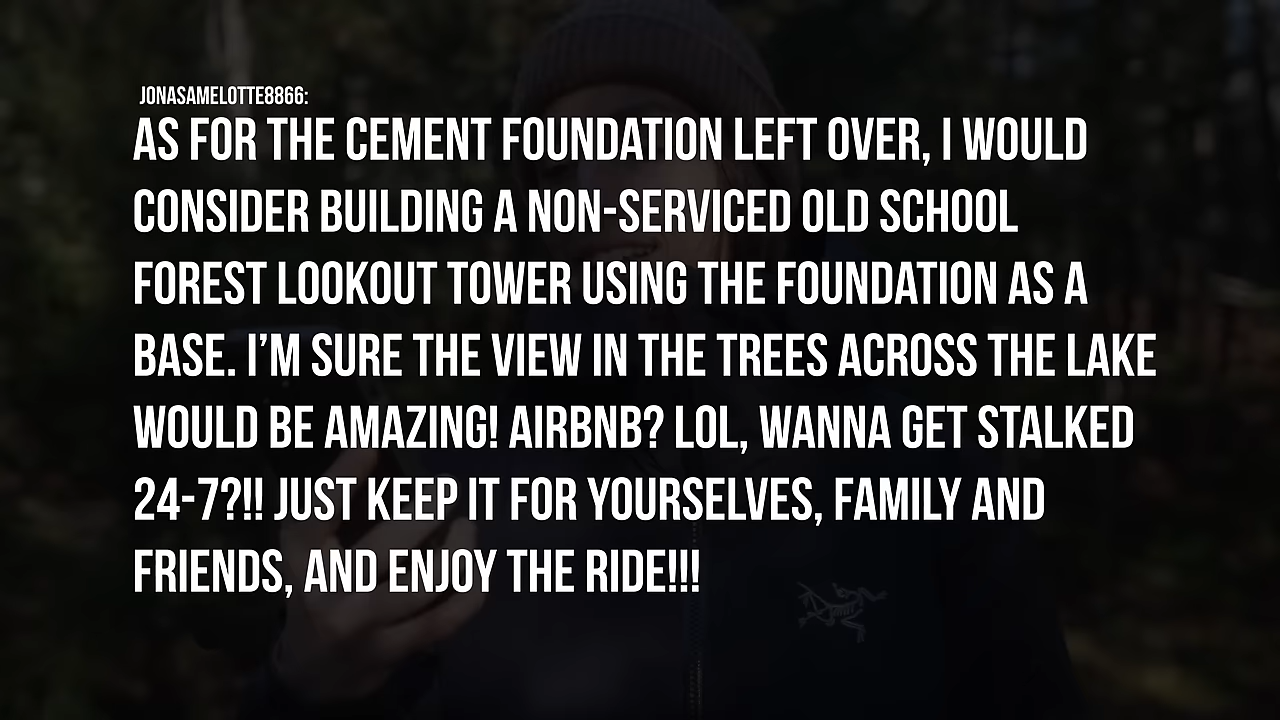 JONASAMELOTTE8866:
AS FOR THE CEMENT FOUNDATION LEFT OVER, I WOULD
CONSIDER BUILDING A NON-SERVICED OLD SCHOOL
FOREST LOOKOUT TOWER USING THE FOUNDATION AS A
BASE. I'M SURE THE VIEW IN THE TREES ACROSS THE LAKE
WOULD BE AMAZING! AIRBNB? LOL, WANNA GET STALKED
24-7?!! JUST KEEP IT FOR YOURSELVES, FAMILY AND
FRIENDS, AND ENJOY THE RIDE!!!